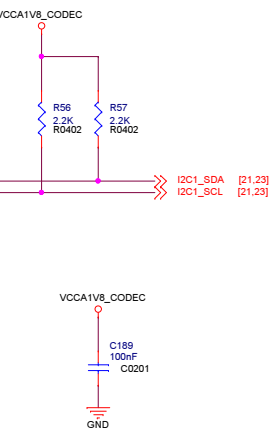 VCCA1V8_CODEC
R56
2.2K
R0402
R57
2.2K
R0402
I2C1_SDA [21,23]
I2C1_SCL [21,23]
VCCA1V8_CODEC
C189
100nF
C0201
GND